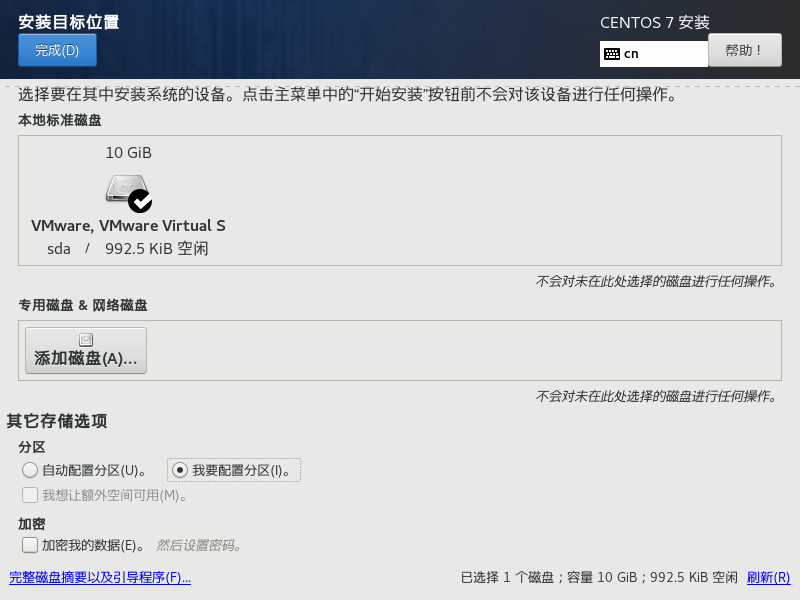 安装目标位置
CENTOS 7 安装
完成(D)
cn
帮助！
选择要在其中安装系统的设备。点击主菜单中的“开始安装”按钮前不会对该设备进行任何操作。
本地标准磁盘
10 GiB
VMware, VMware Virtual S
sda / 992.5 KiB 空闲
不会对未在此处选择的磁盘进行任何操作。
专用磁盘 & 网络磁盘
添加磁盘(A)...
不会对未在此处选择的磁盘进行任何操作。
其它存储选项
分区
自动配置分区(U)。 我要配置分区(I)。
我想让额外空间可用(M)。
加密
加密我的数据(E)。 然后设置密码。
完整磁盘摘要以及引导程序(F)...
已选择 1 个磁盘；容量 10 GiB；992.5 KiB 空闲 刷新(R)